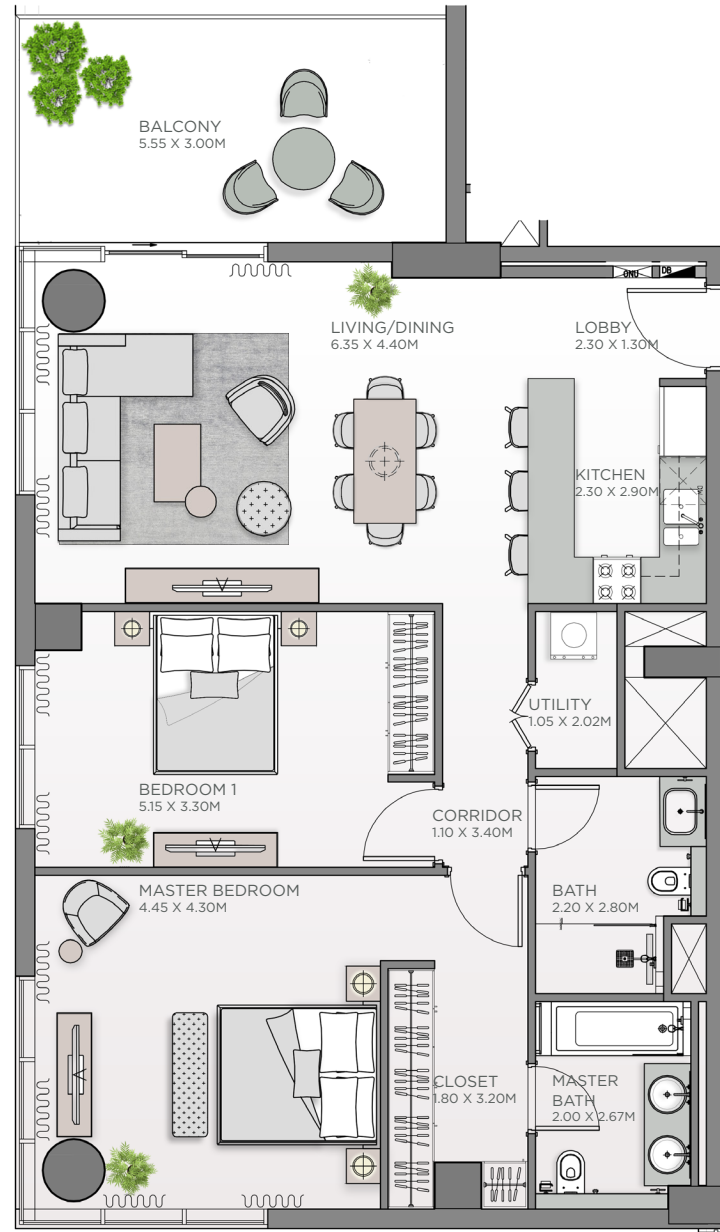 BALCONY
5.55 X 3.00M
GNU
DB
LIVING/DINING
6.35 X 4.40M
LOBBY
2.30 X 1.30M
KITCHEN
2.30 X 2.90M
UTILITY
1.05 X 2.02M
BEDROOM 1
5.15 X 3.30M
CORRIDOR
1.10 X 3.40M
MASTER BEDROOM
4.45 X 4.30M
BATH
2.20 X 2.80M
CLOSET
1.80 X 3.20M
MASTER
BATH
2.00 X 2.67M